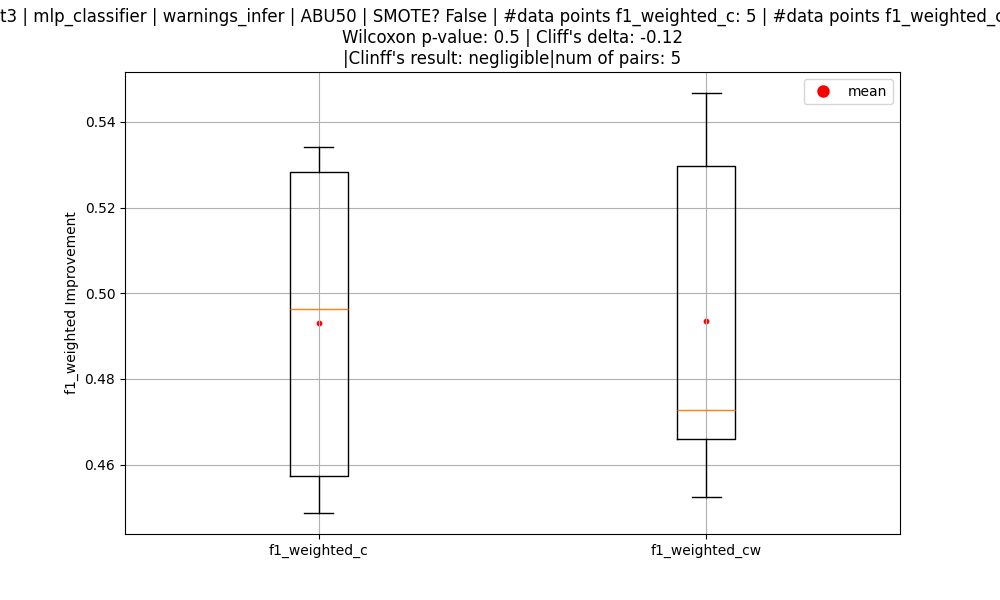 t3 | mlp_classifier | warnings_infer | ABU50 | SMOTE? False | #data points f1_weighted_c: 5 | #data points f1_weighted_c
Wilcoxon p-value: 0.5 | Cliff's delta: -0.12
|Clinff's result: negligible|num of pairs: 5
mean
0.54
0.52
0.50
0.48
0.46
f1_weighted Improvement
f1_weighted_c
f1_weighted_cw